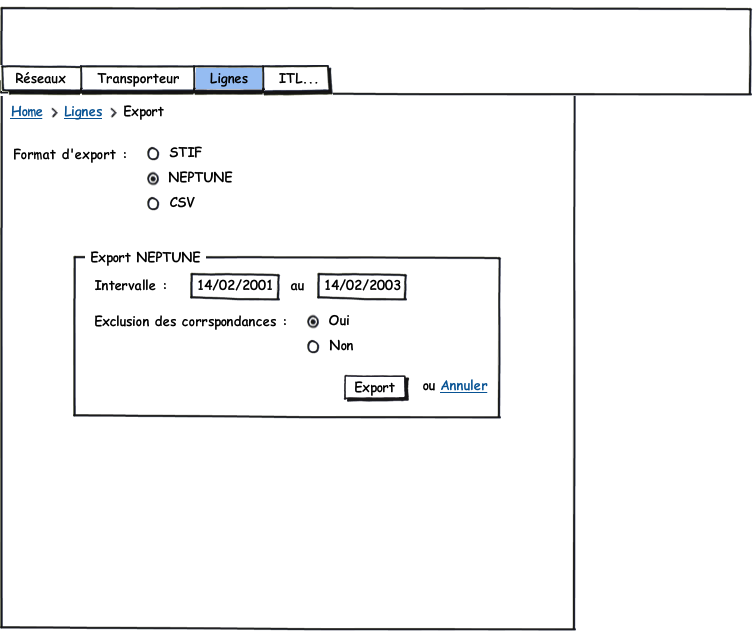 Réseaux Transporteur Lignes ITL...
Home > Lignes > Export
Format d'export : STIF
NEPTUNE
CSV
Export NEPTUNE
Intervalle : 14/02/2001 au 14/02/2003
Exclusion des corrspondances : Oui
Non
Export ou Annuler